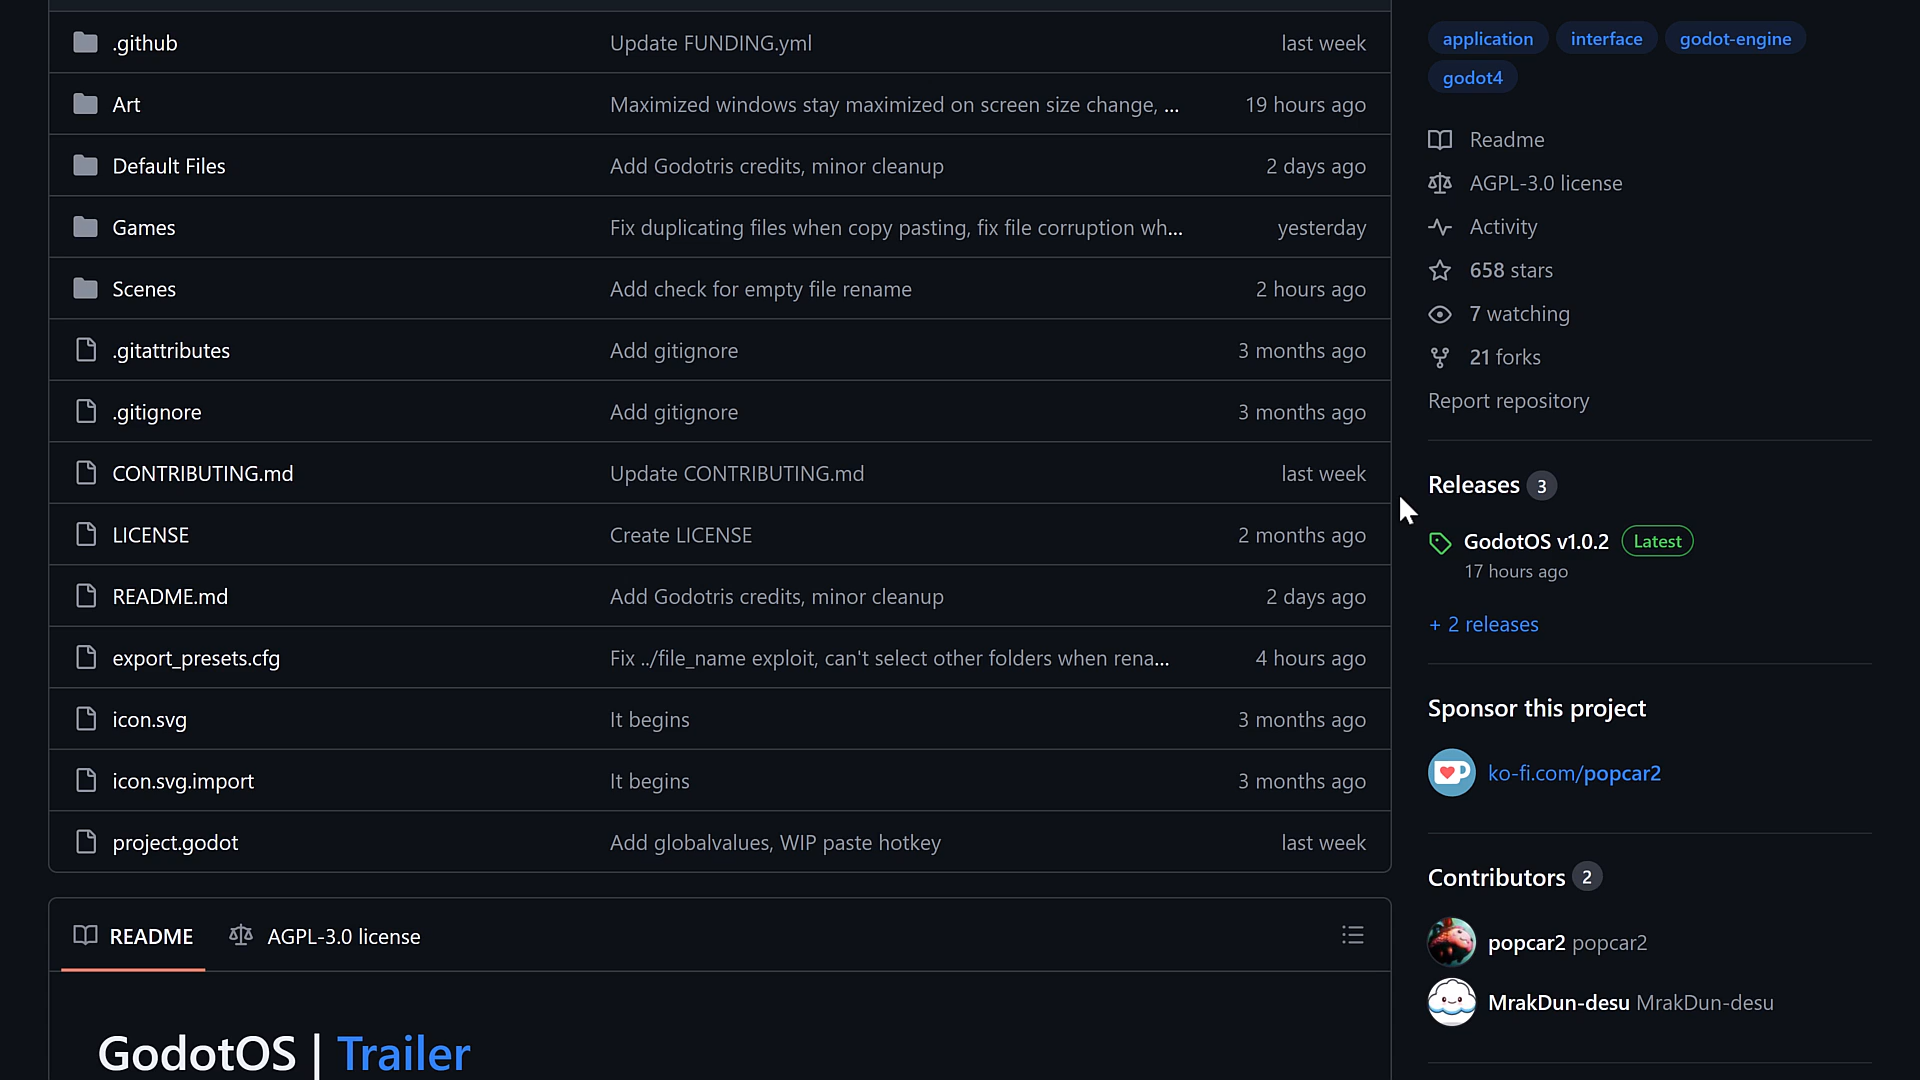 .github Update FUNDING.yml last week
Art Maximized windows stay maximized on screen size change, ... 19 hours ago
Default Files Add Godotris credits, minor cleanup 2 days ago
Games Fix duplicating files when copy pasting, fix file corruption wh... yesterday
Scenes Add check for empty file rename 2 hours ago
.gitattributes Add gitignore 3 months ago
.gitignore Add gitignore 3 months ago
CONTRIBUTING.md Update CONTRIBUTING.md last week
LICENSE Create LICENSE 2 months ago
README.md Add Godotris credits, minor cleanup 2 days ago
export_presets.cfg Fix ../file_name exploit, can't select other folders when rena... 4 hours ago
icon.svg It begins 3 months ago
icon.svg.import It begins 3 months ago
project.godot Add globalvalues, WIP paste hotkey last week
README AGPL-3.0 license
GodotOS | Trailer
application interface godot-engine
godot4
Readme
AGPL-3.0 license
Activity
658 stars
7 watching
21 forks
Report repository
Releases 3
GodotOS v1.0.2 Latest
17 hours ago
+ 2 releases
Sponsor this project
ko-fi.com/popcar2
Contributors 2
popcar2 popcar2
MrakDun-desu MrakDun-desu